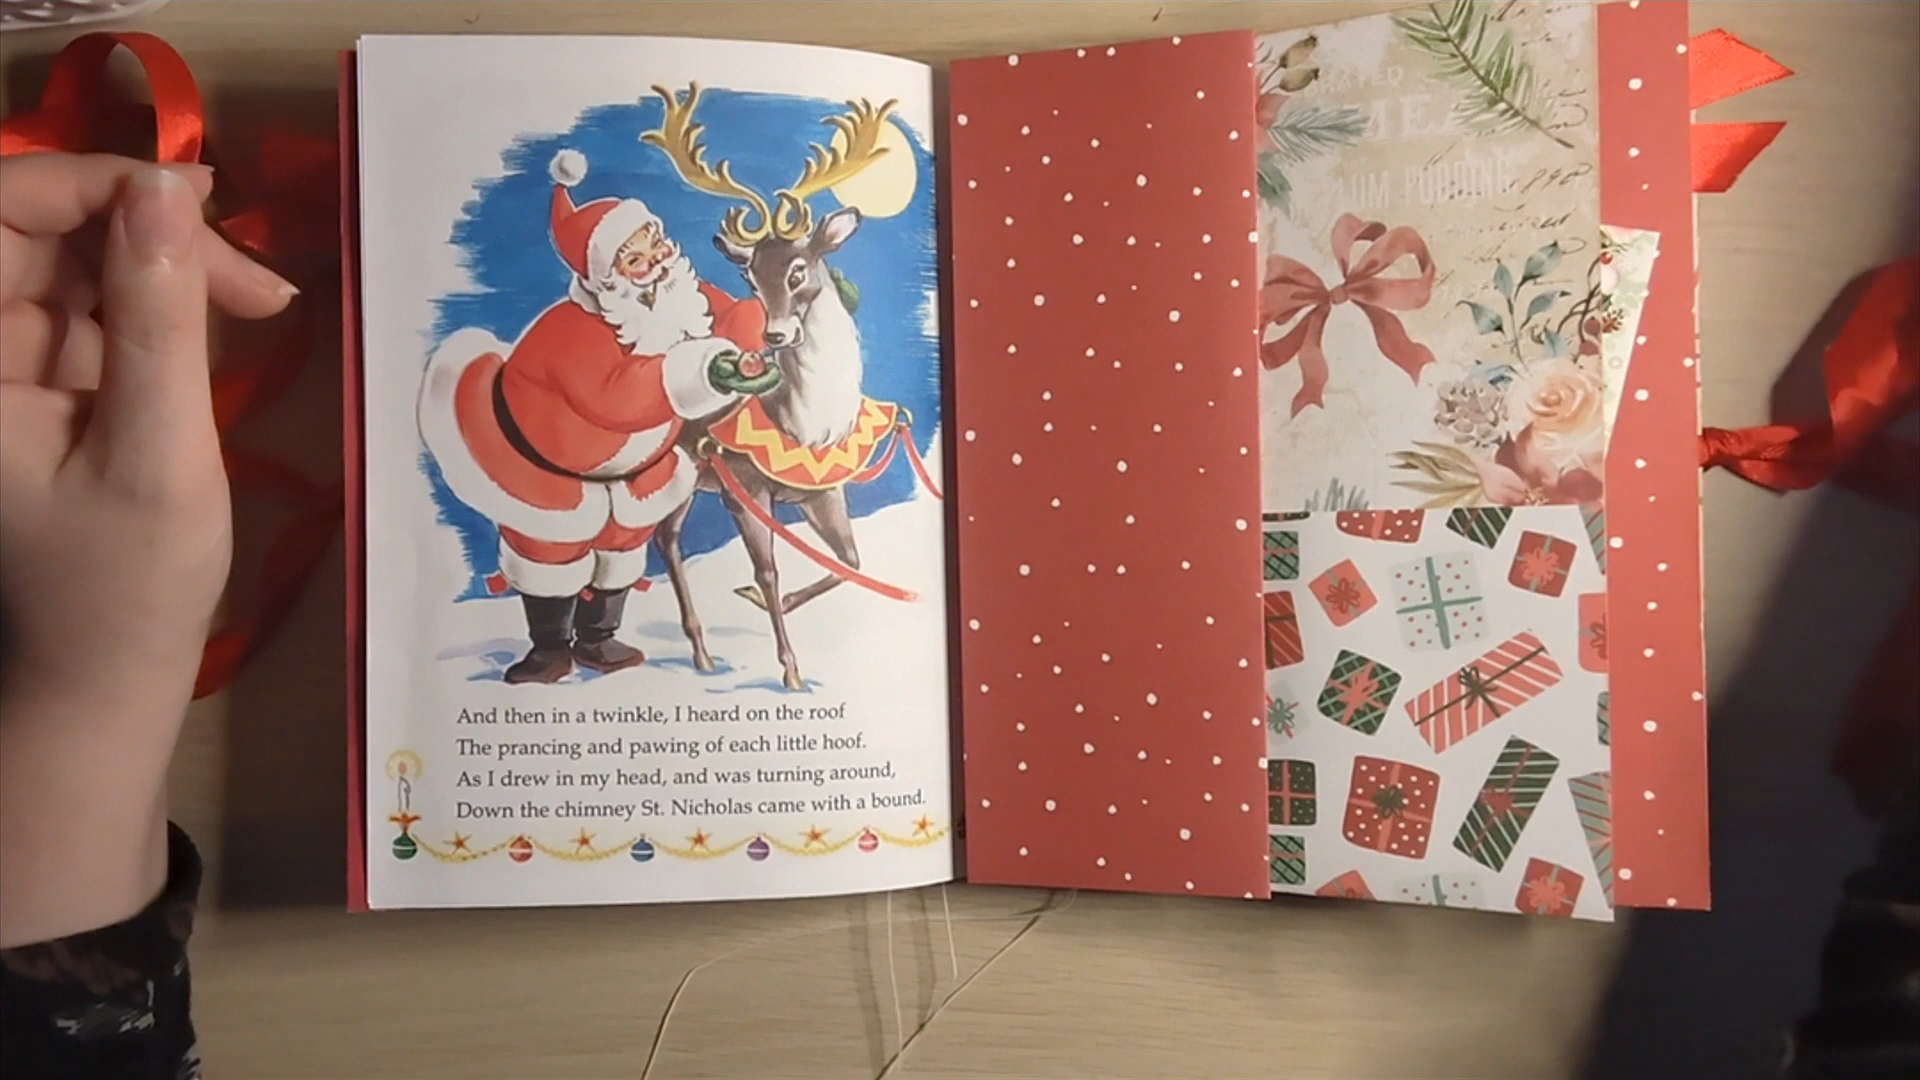 And then in a twinkle, I heard on the roof
The prancing and pawing of each little hoof.
As I drew in my head, and was turning around,
Down the chimney St. Nicholas came with a bound.
PUDDING